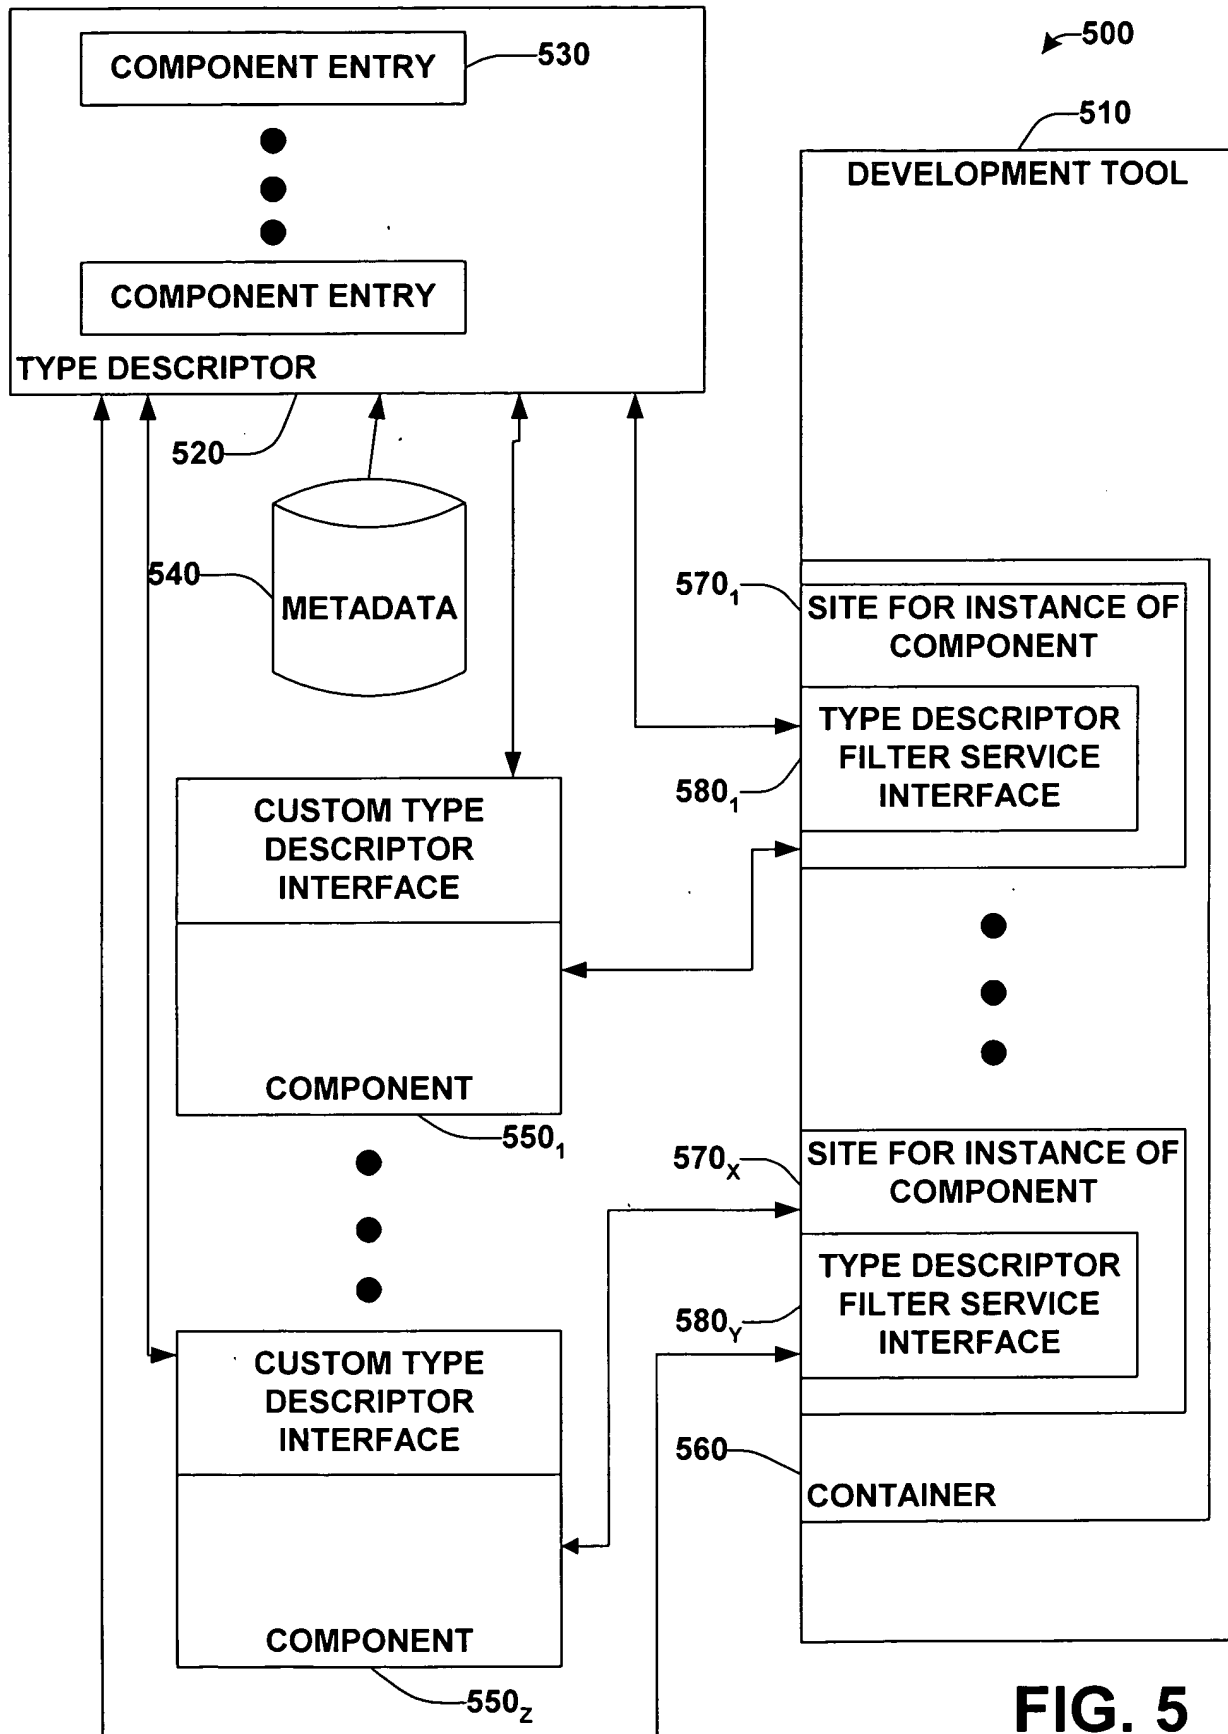 500
COMPONENT ENTRY
530
510
DEVELOPMENT TOOL
COMPONENT ENTRY
TYPE DESCRIPTOR
520
540
METADATA
570₁
SITE FOR INSTANCE OF
COMPONENT
TYPE DESCRIPTOR
FILTER SERVICE
INTERFACE
580₁
CUSTOM TYPE
DESCRIPTOR
INTERFACE
COMPONENT
550₁
570X
SITE FOR INSTANCE OF
COMPONENT
TYPE DESCRIPTOR
FILTER SERVICE
INTERFACE
580Y
CUSTOM TYPE
DESCRIPTOR
INTERFACE
560
CONTAINER
COMPONENT
550Z
FIG. 5